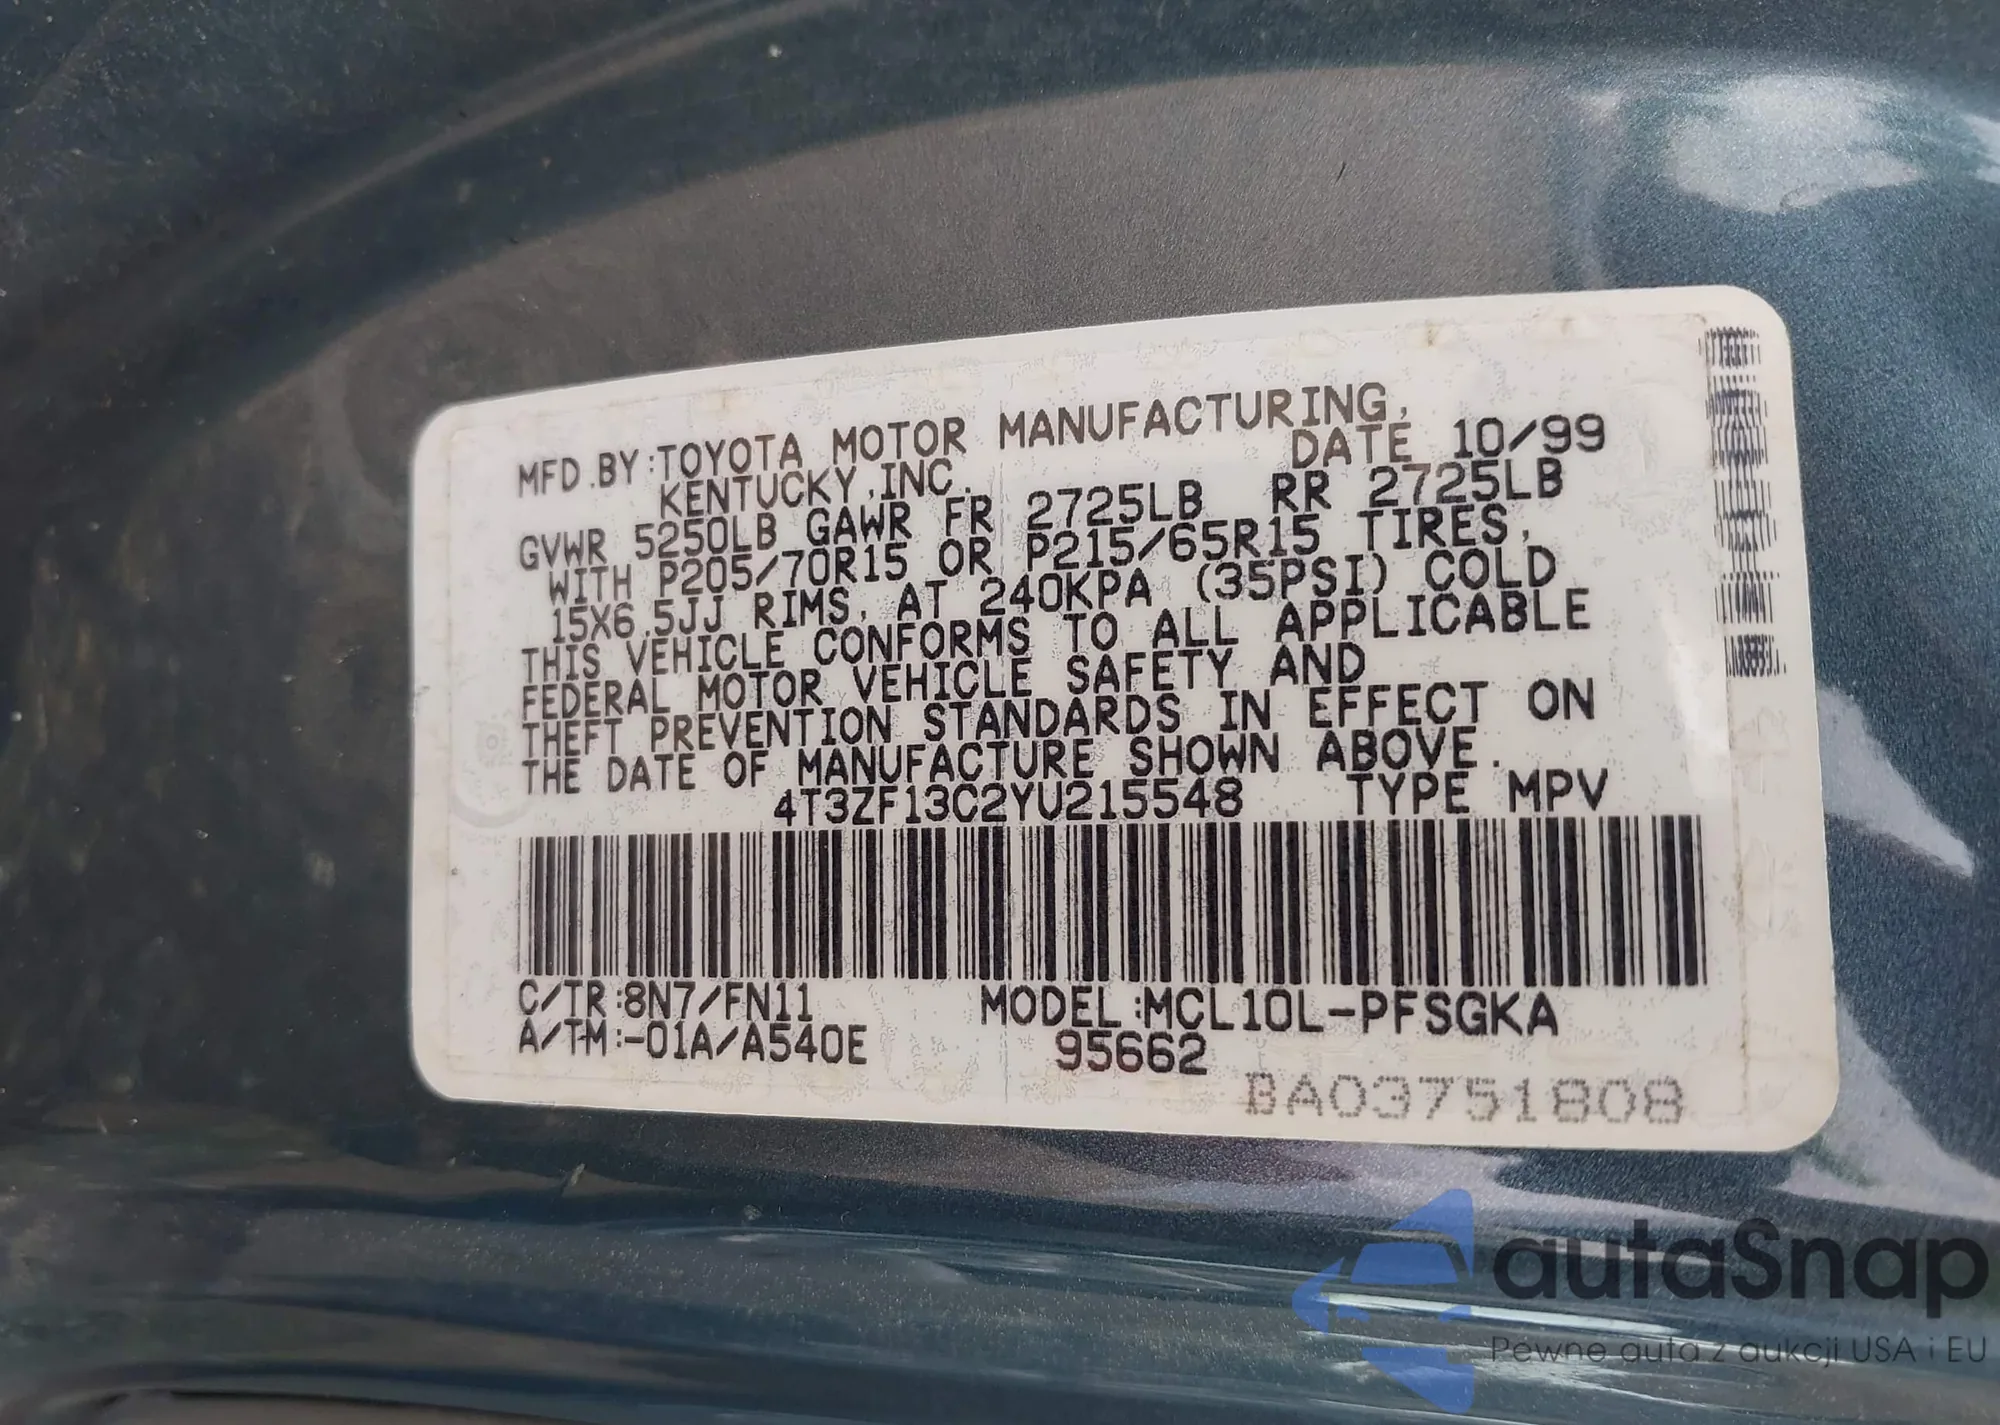 MFD.BY:TOYOTA MOTOR MANUFACTURING,
KENTUCKY,INC. DATE 10/99
GVWR 5250LB GAWR FR 2725LB RR 2725LB
WITH P205/70R15 OR P215/65R15 TIRES,
15X6.5JJ RIMS, AT 240KPA (35PSI) COLD
THIS VEHICLE CONFORMS TO ALL APPLICABLE
FEDERAL MOTOR VEHICLE SAFETY AND
THEFT PREVENTION STANDARDS IN EFFECT ON
THE DATE OF MANUFACTURE SHOWN ABOVE.
4T3ZF13C2YU215548 TYPE MPV
C/TR:8N7/FN11 MODEL:MCL10L-PFSGKA
A/TM:-01A/A540E 95662
BA03751808
autaSnap
Pewne auta z aukcji USA i EU